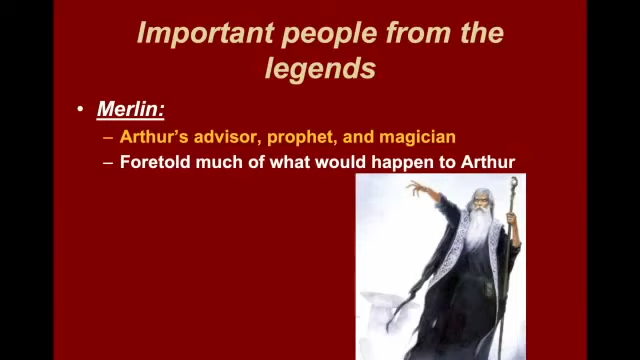 Important people from the
legends
• Merlin:
– Arthur's advisor, prophet, and magician
– Foretold much of what would happen to Arthur